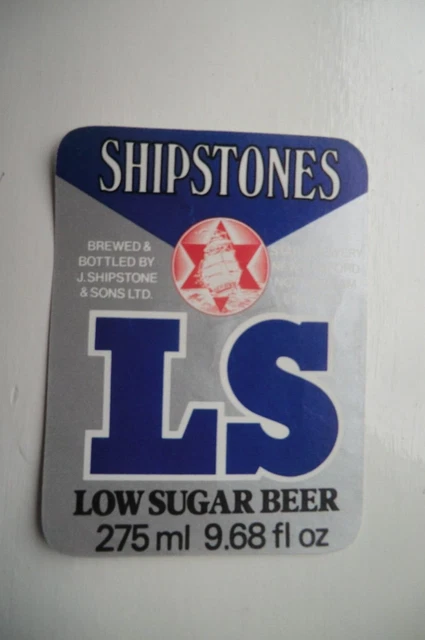 SHIPSTONES
BREWED &
BOTTLED BY
J. SHIPSTONE
& SONS LTD.
LS
LOW SUGAR BEER
275 ml 9.68 fl oz